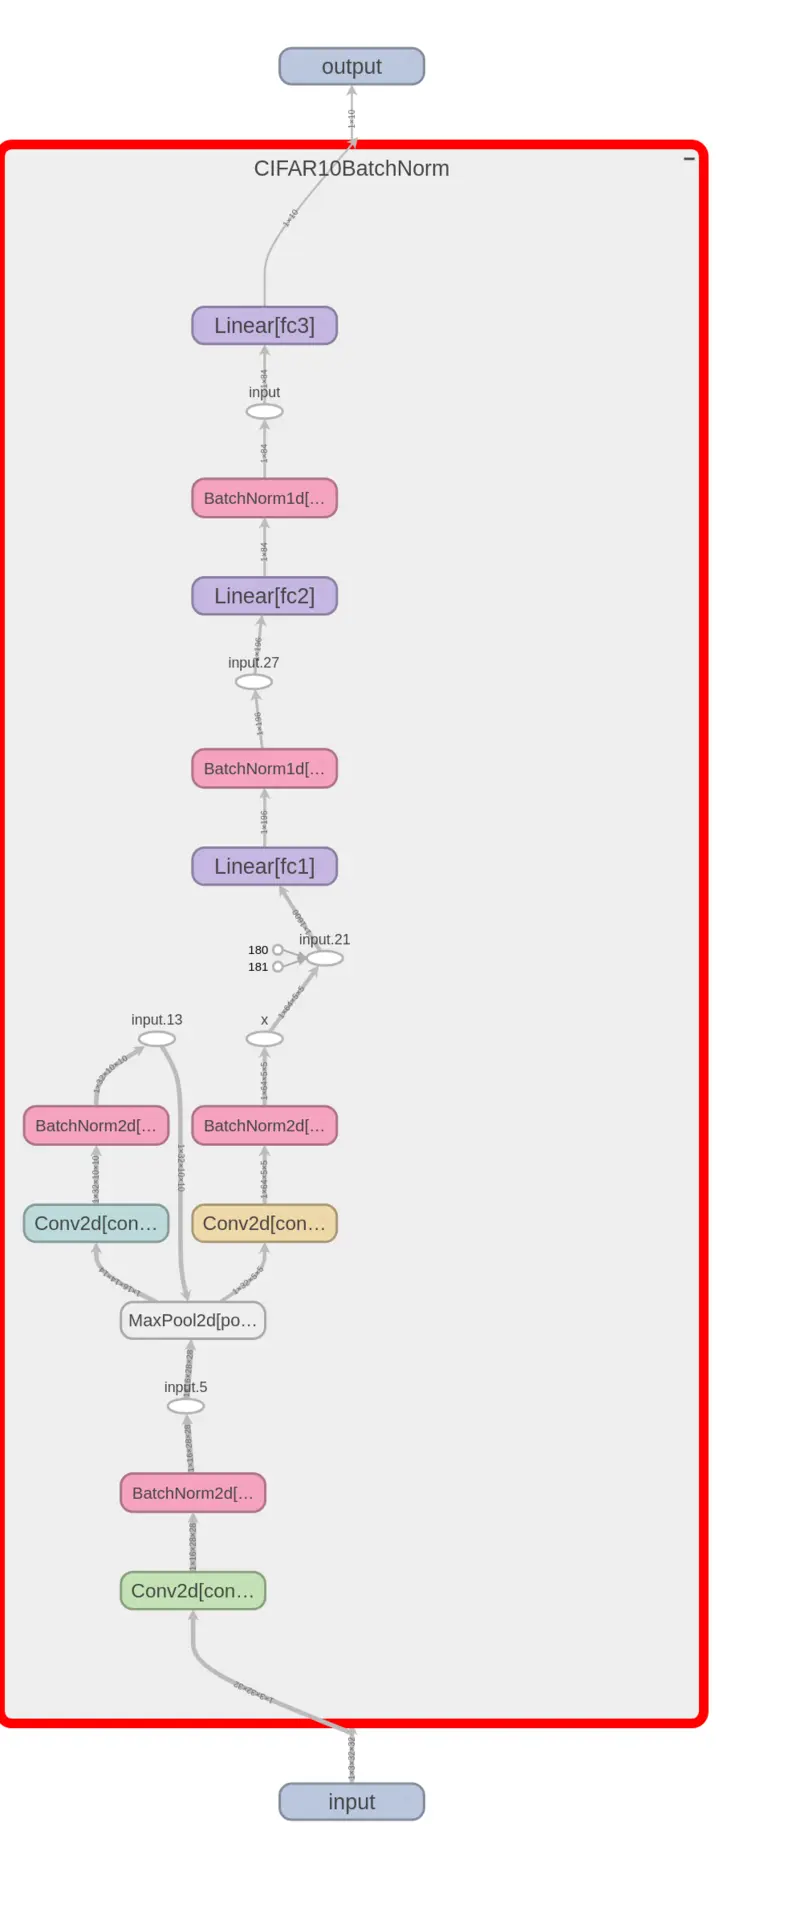 output
1×10
CIFAR10BatchNorm
1×10
Linear[fc3]
1×84
input
1×84
BatchNorm1d[…
1×84
Linear[fc2]
1×196
input.27
1×196
BatchNorm1d[…
1×196
Linear[fc1]
1×1600
input.21
180
181
1×64×5×5
input.13
x
1×32×10×10
1×64×5×5
BatchNorm2d[…
BatchNorm2d[…
1×32×10×10
1×32×10×10
1×64×5×5
Conv2d[con…
Conv2d[con…
1×16×14×14
1×32×5×5
MaxPool2d[po…
1×16×28×28
input.5
1×16×28×28
BatchNorm2d[…
1×16×28×28
Conv2d[con…
1×3×32×32
1×3×32×32
input